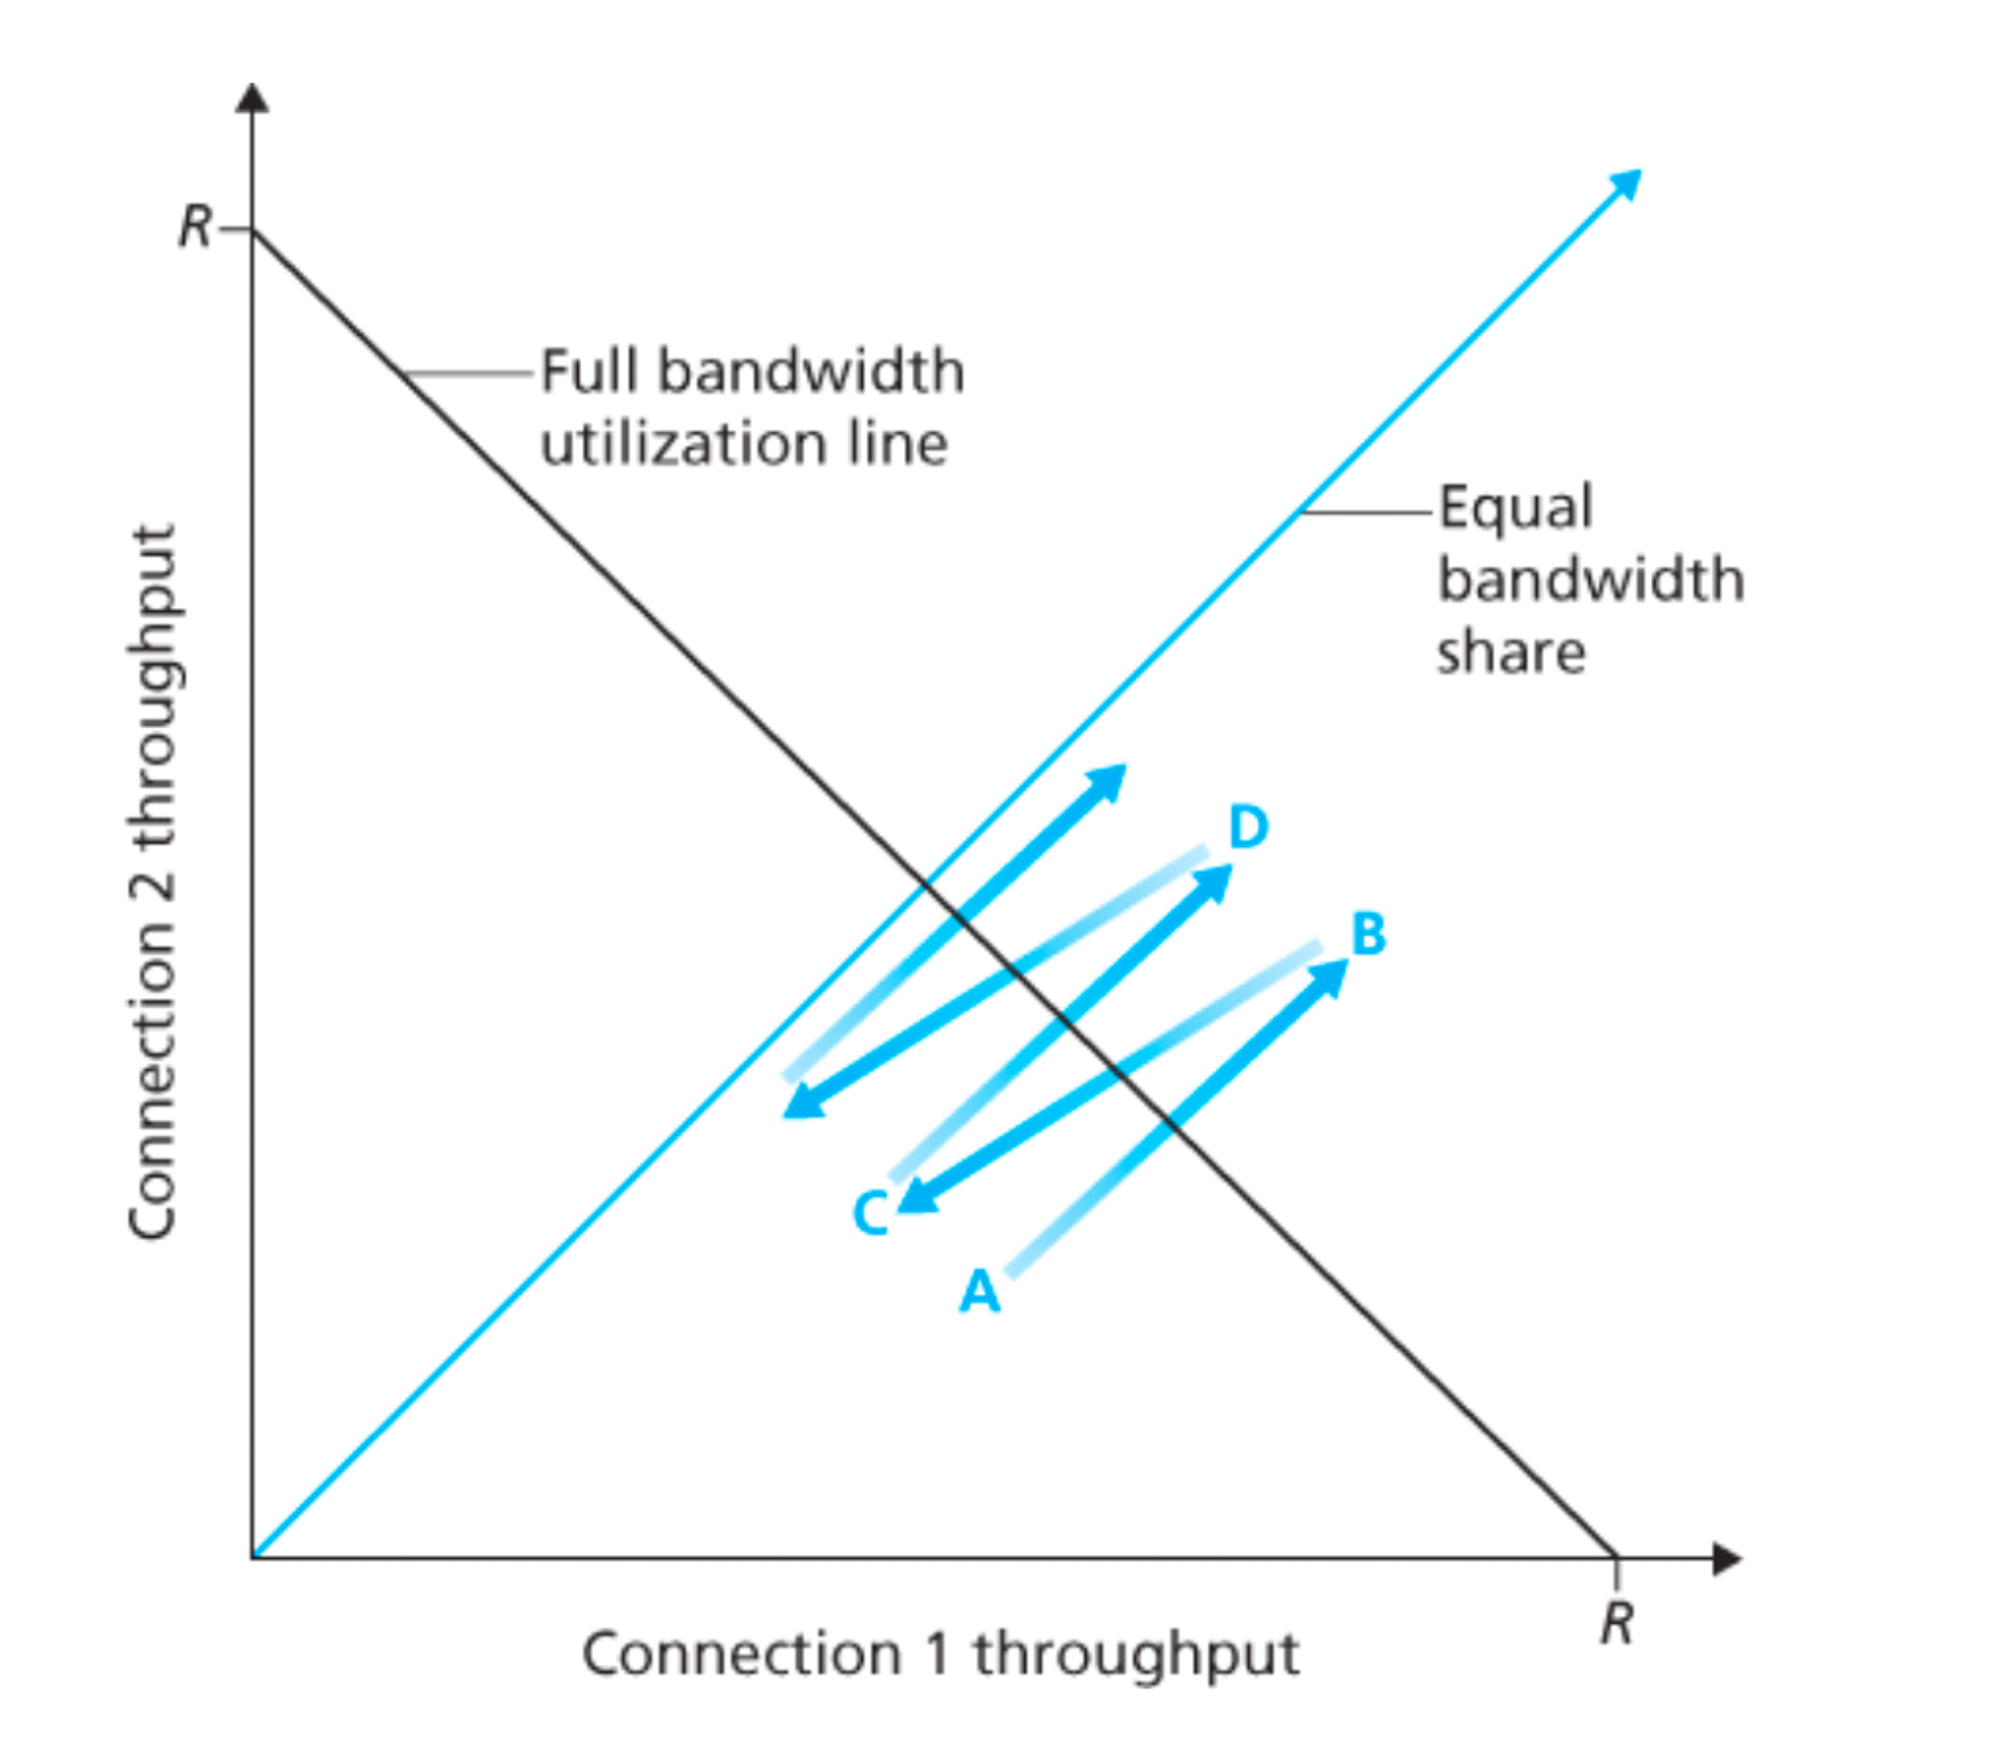 R
Full bandwidth
utilization line
Equal
bandwidth
share
Connection 2 throughput
D
B
C
A
R
Connection 1 throughput